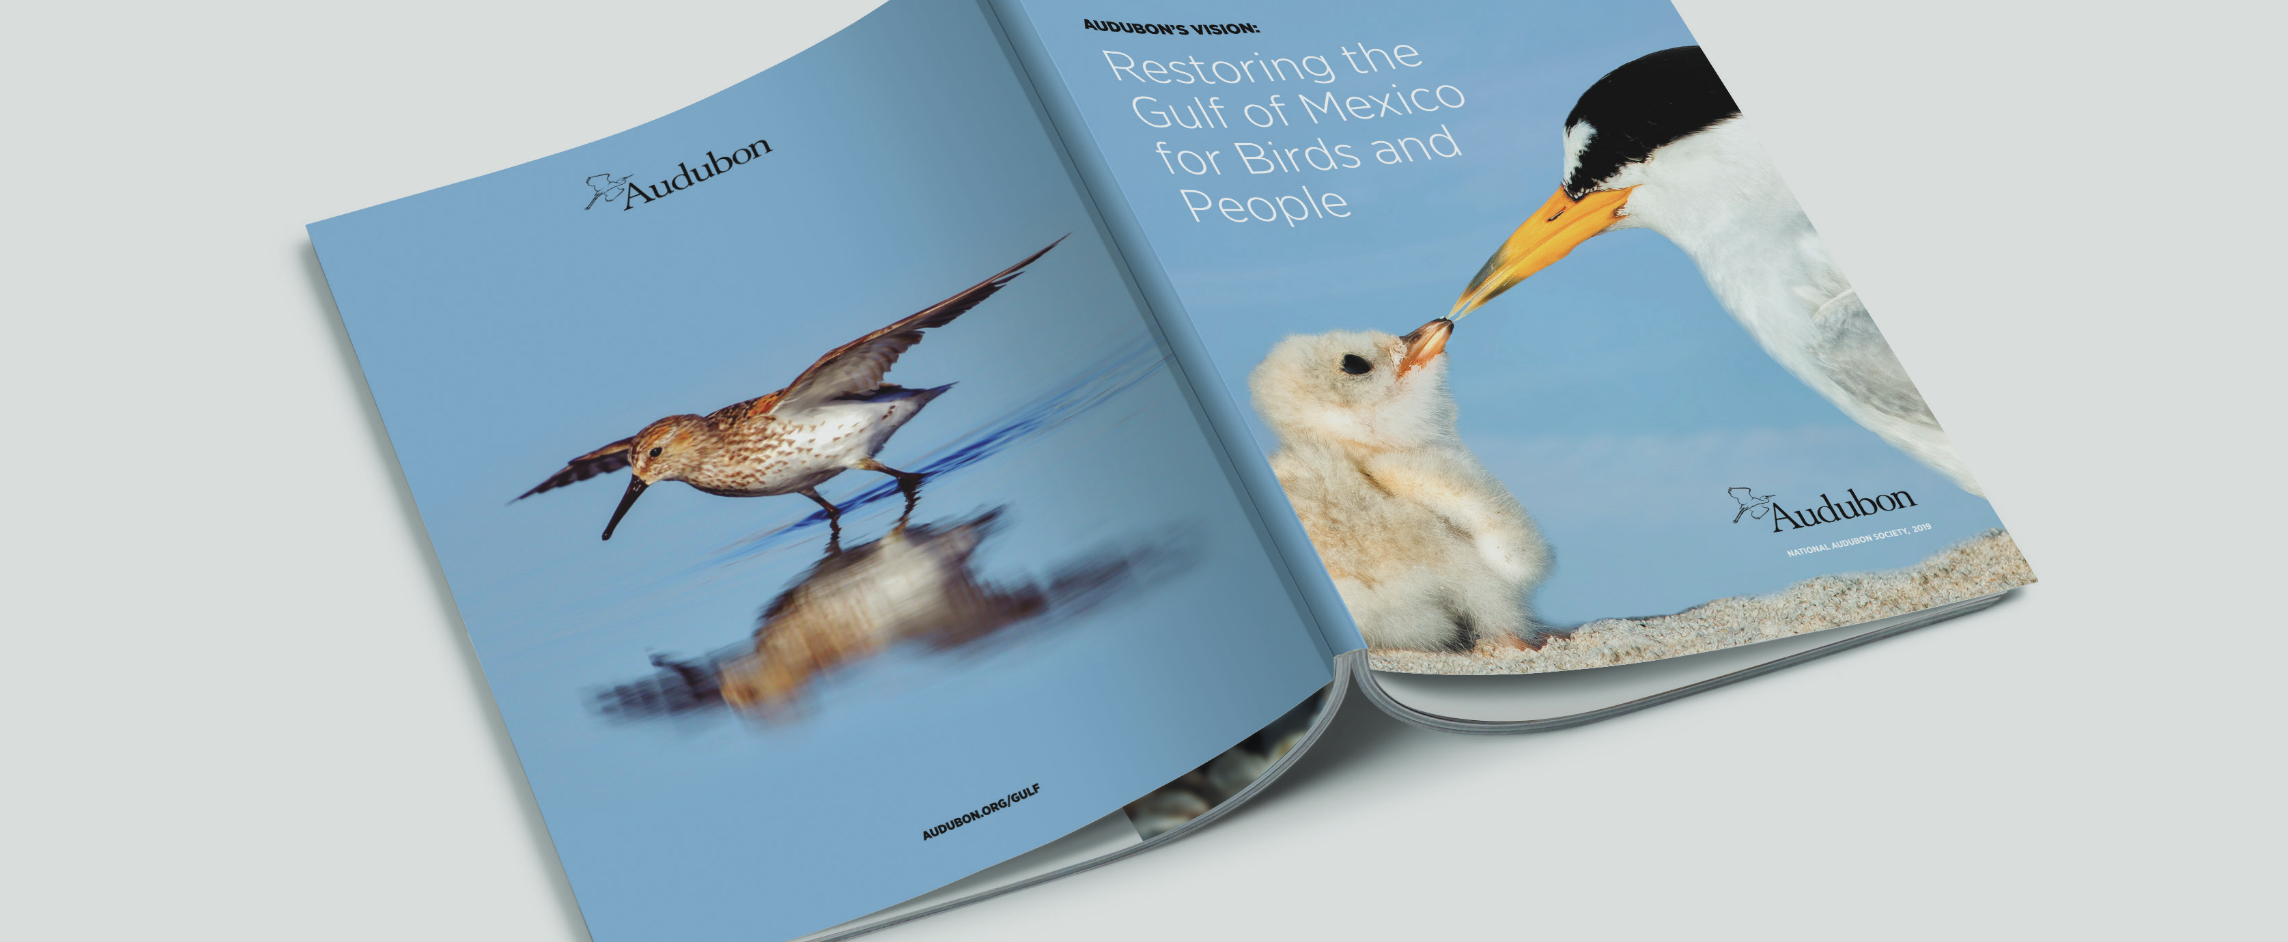 Audubon
AUDUBON.ORG/GULF
AUDUBON'S VISION:
Restoring the
Gulf of Mexico
for Birds and
People
Audubon
NATIONAL AUDUBON SOCIETY, 2019